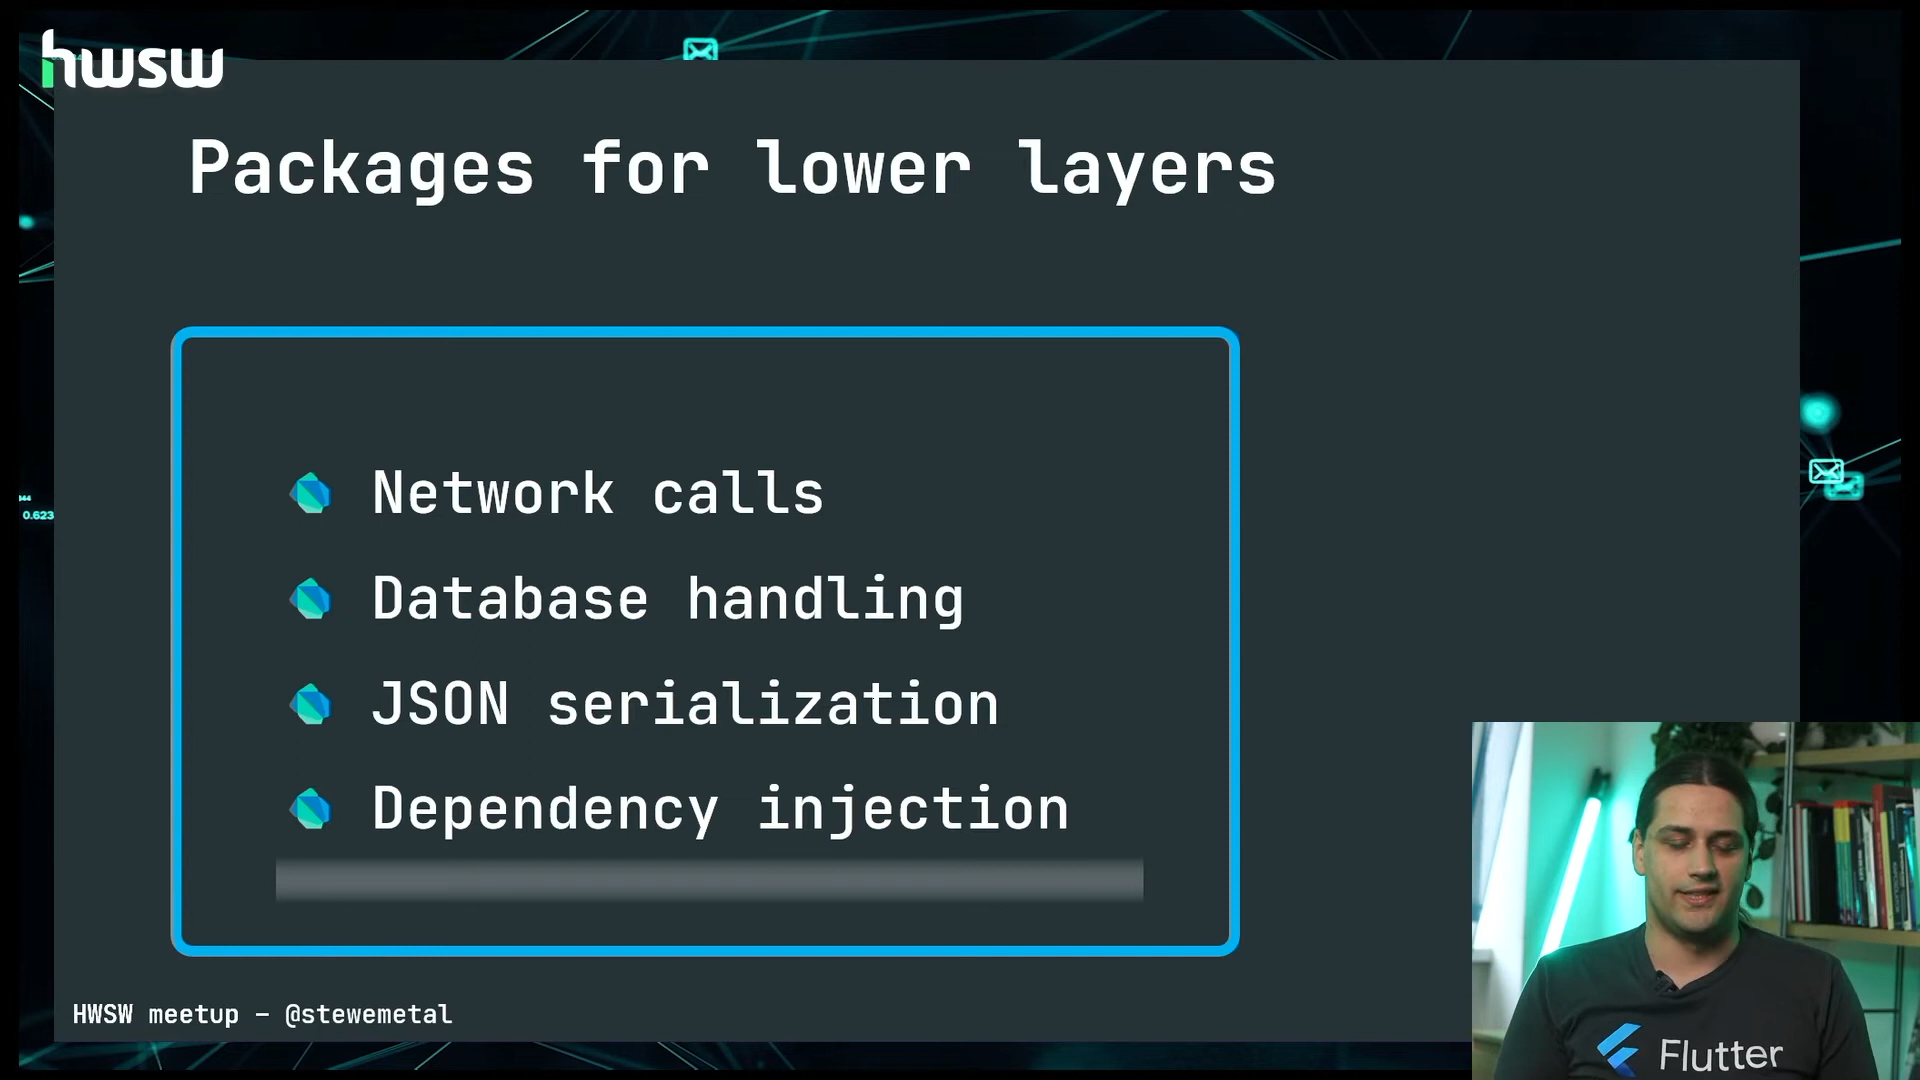 hwsw
Packages for lower layers
Network calls
Database handling
JSON serialization
Dependency injection
0.623
HWSW meetup – @stewemetal
Flutter